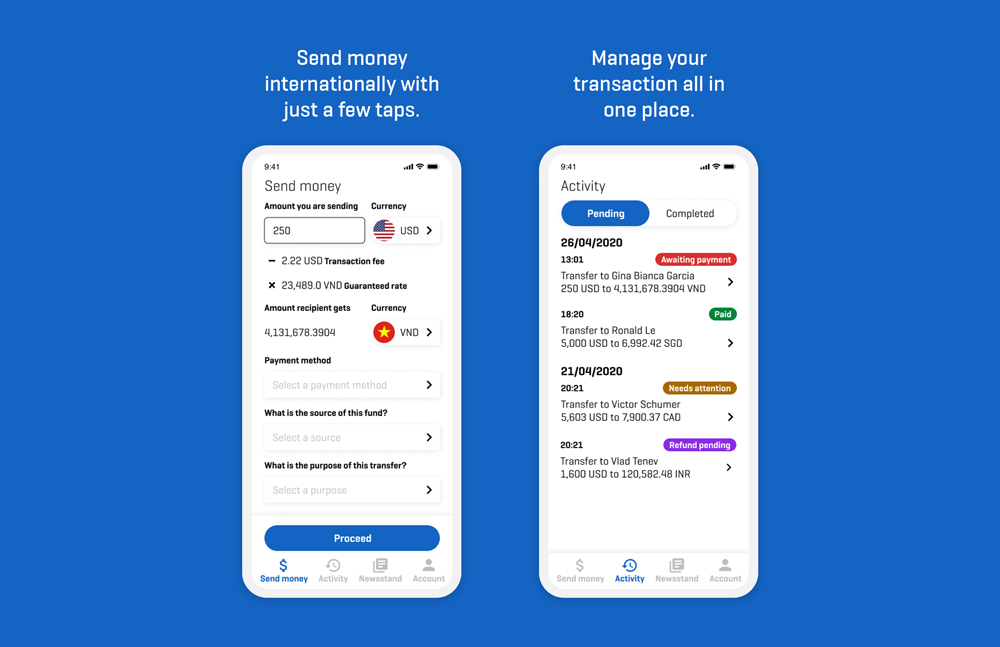 Send money
internationally with
just a few taps.
9:41
Send money
Amount you are sending Currency
250 USD
− 2.22 USD Transaction fee
× 23,489.0 VND Guaranteed rate
Amount recipient gets Currency
4,131,678.3904 VND
Payment method
Select a payment method
What is the source of this fund?
Select a source
What is the purpose of this transfer?
Select a purpose
Proceed
Send money Activity Newsstand Account
Manage your
transaction all in
one place.
9:41
Activity
Pending Completed
26/04/2020
13:01 Awaiting payment
Transfer to Gina Bianca Garcia
250 USD to 4,131,678.3904 VND
18:20 Paid
Transfer to Ronald Le
5,000 USD to 6,992.42 SGD
21/04/2020
20:21 Needs attention
Transfer to Victor Schumer
5,603 USD to 7,900.37 CAD
20:21 Refund pending
Transfer to Vlad Tenev
1,600 USD to 120,582.48 INR
Send money Activity Newsstand Account